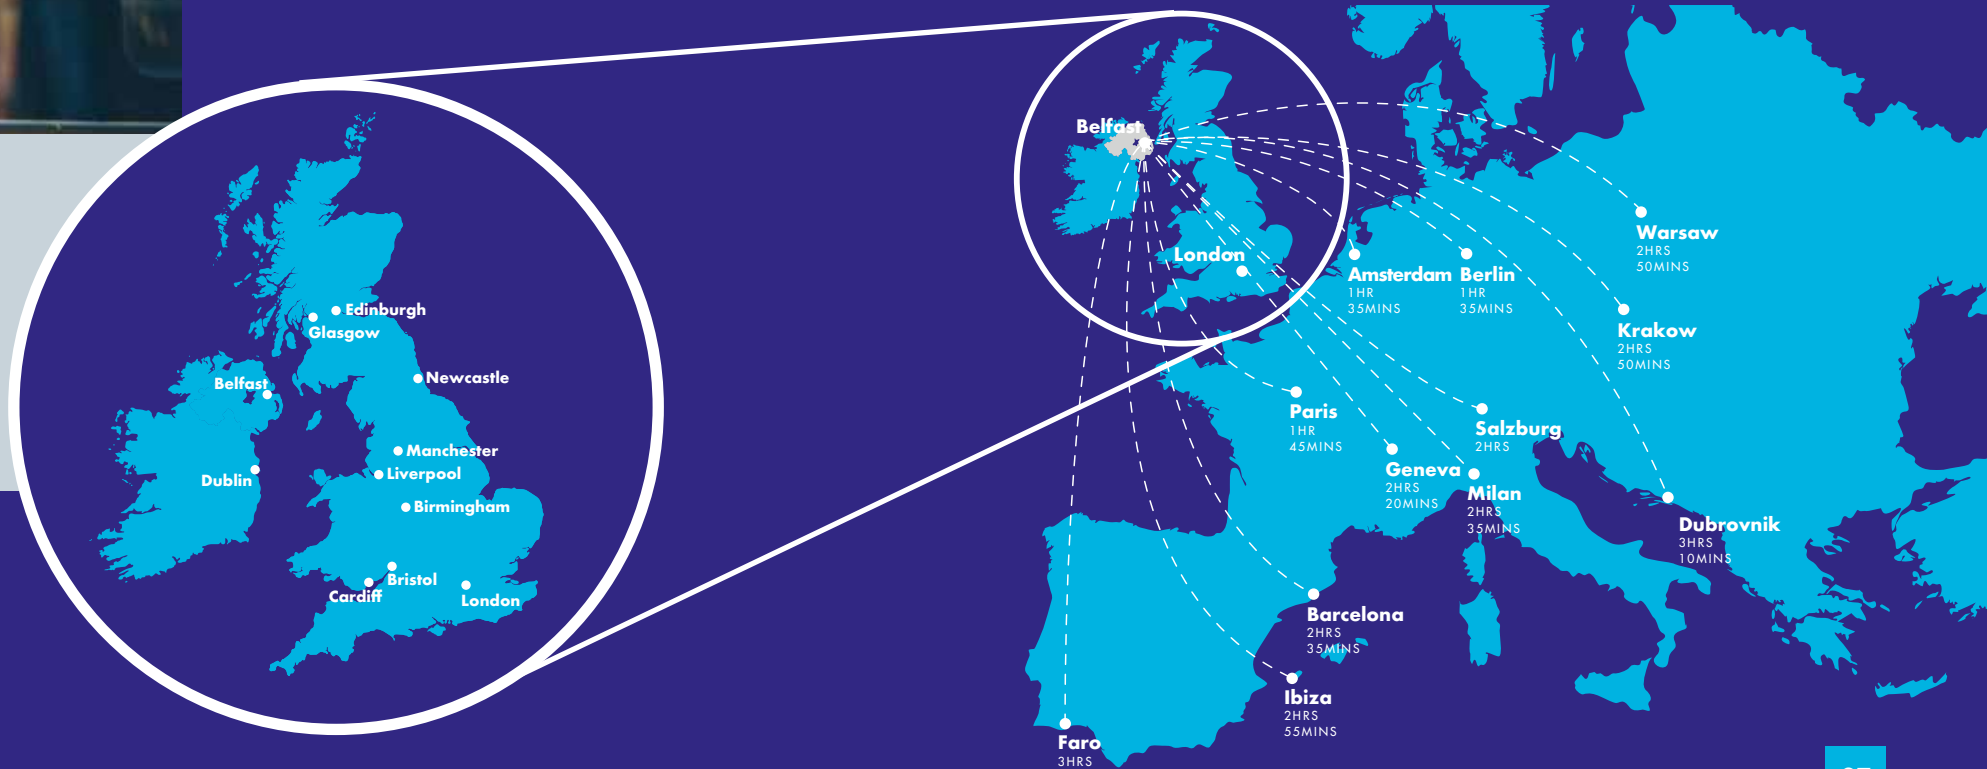 Edinburgh
Glasgow
Belfast
Newcastle
Manchester
Liverpool
Dublin
Birmingham
Bristol
Cardiff
London
Belfast
London
Warsaw
2HRS
50MINS
Amsterdam
1HR
35MINS
Berlin
1HR
35MINS
Krakow
2HRS
50MINS
Paris
1HR
45MINS
Salzburg
2HRS
Geneva
2HRS
20MINS
Milan
2HRS
35MINS
Dubrovnik
3HRS
10MINS
Barcelona
2HRS
35MINS
Ibiza
2HRS
55MINS
Faro
3HRS